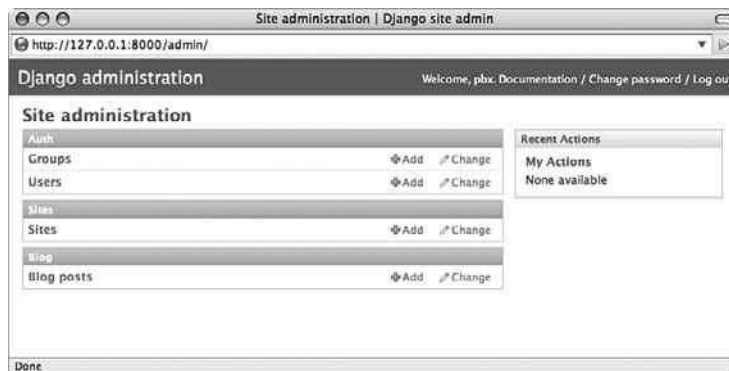 Site administration | Django site admin
http://127.0.0.1:8000/admin/
Django administration
Welcome, pbx. Documentation / Change password / Log out
Site administration
Auth
Groups Add Change
Users Add Change
Sites
Sites Add Change
Blog
Blog posts Add Change
Recent Actions
My Actions
None available
Done